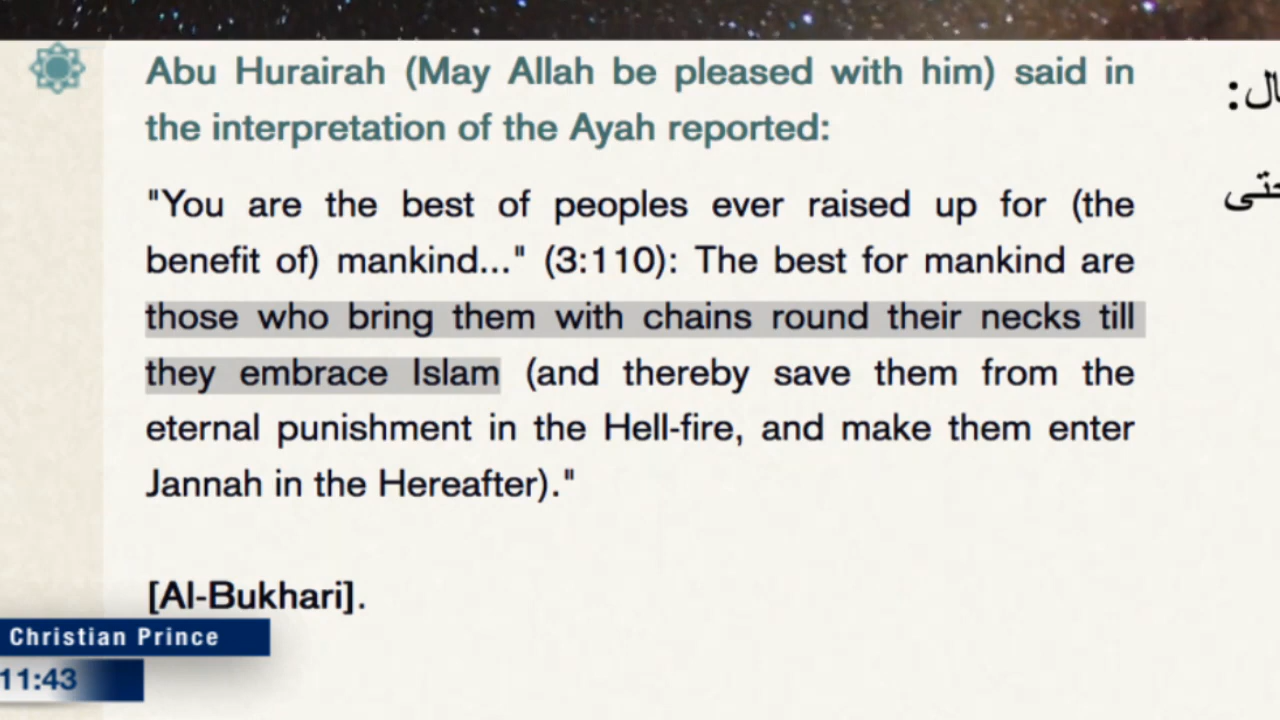 Abu Hurairah (May Allah be pleased with him) said in
the interpretation of the Ayah reported:
"You are the best of peoples ever raised up for (the
benefit of) mankind..." (3:110): The best for mankind are
those who bring them with chains round their necks till
they embrace Islam (and thereby save them from the
eternal punishment in the Hell-fire, and make them enter
Jannah in the Hereafter)."
[Al-Bukhari].
Christian Prince
11:43